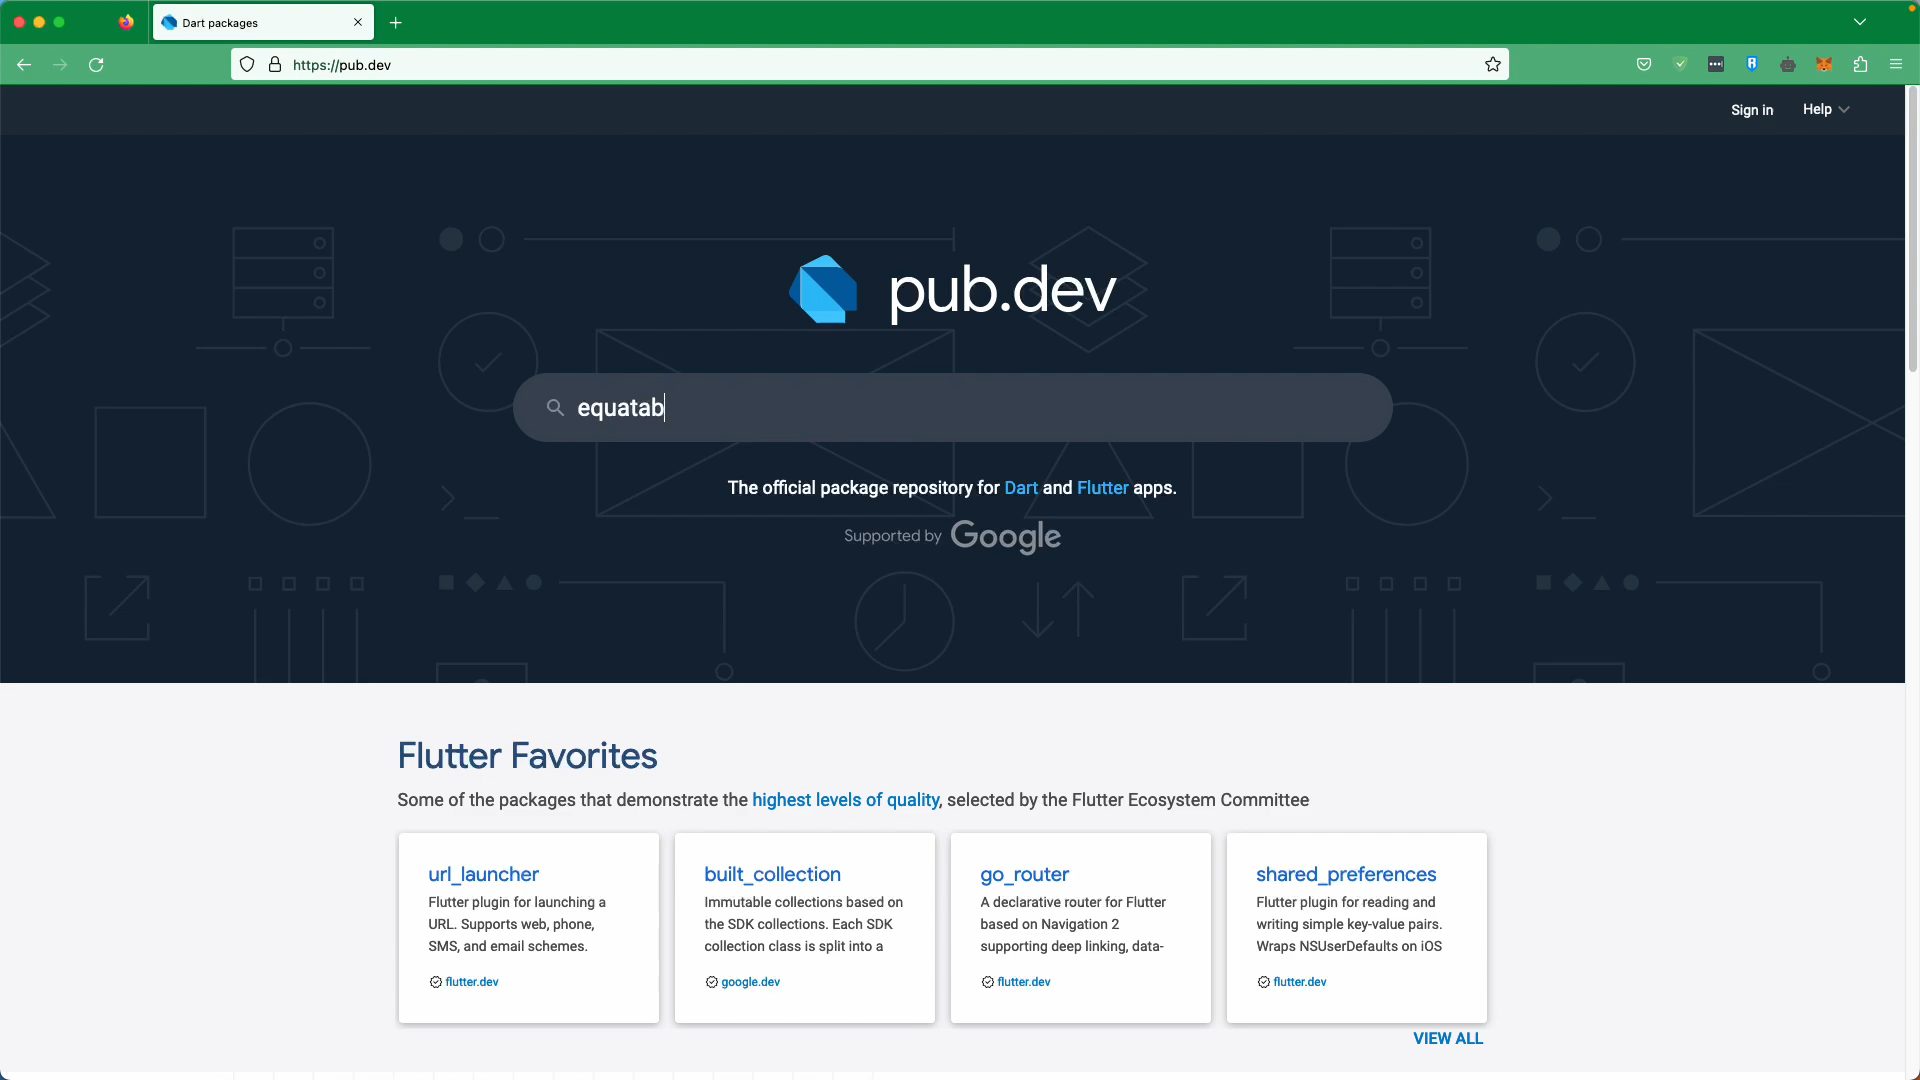 Dart packages
https://pub.dev
Sign in
Help
pub.dev
equatab
The official package repository for Dart and Flutter apps.
Supported by Google
Flutter Favorites
Some of the packages that demonstrate the highest levels of quality, selected by the Flutter Ecosystem Committee
url_launcher
Flutter plugin for launching a
URL. Supports web, phone,
SMS, and email schemes.
flutter.dev
built_collection
Immutable collections based on
the SDK collections. Each SDK
collection class is split into a
google.dev
go_router
A declarative router for Flutter
based on Navigation 2
supporting deep linking, data-
flutter.dev
shared_preferences
Flutter plugin for reading and
writing simple key-value pairs.
Wraps NSUserDefaults on iOS
flutter.dev
VIEW ALL